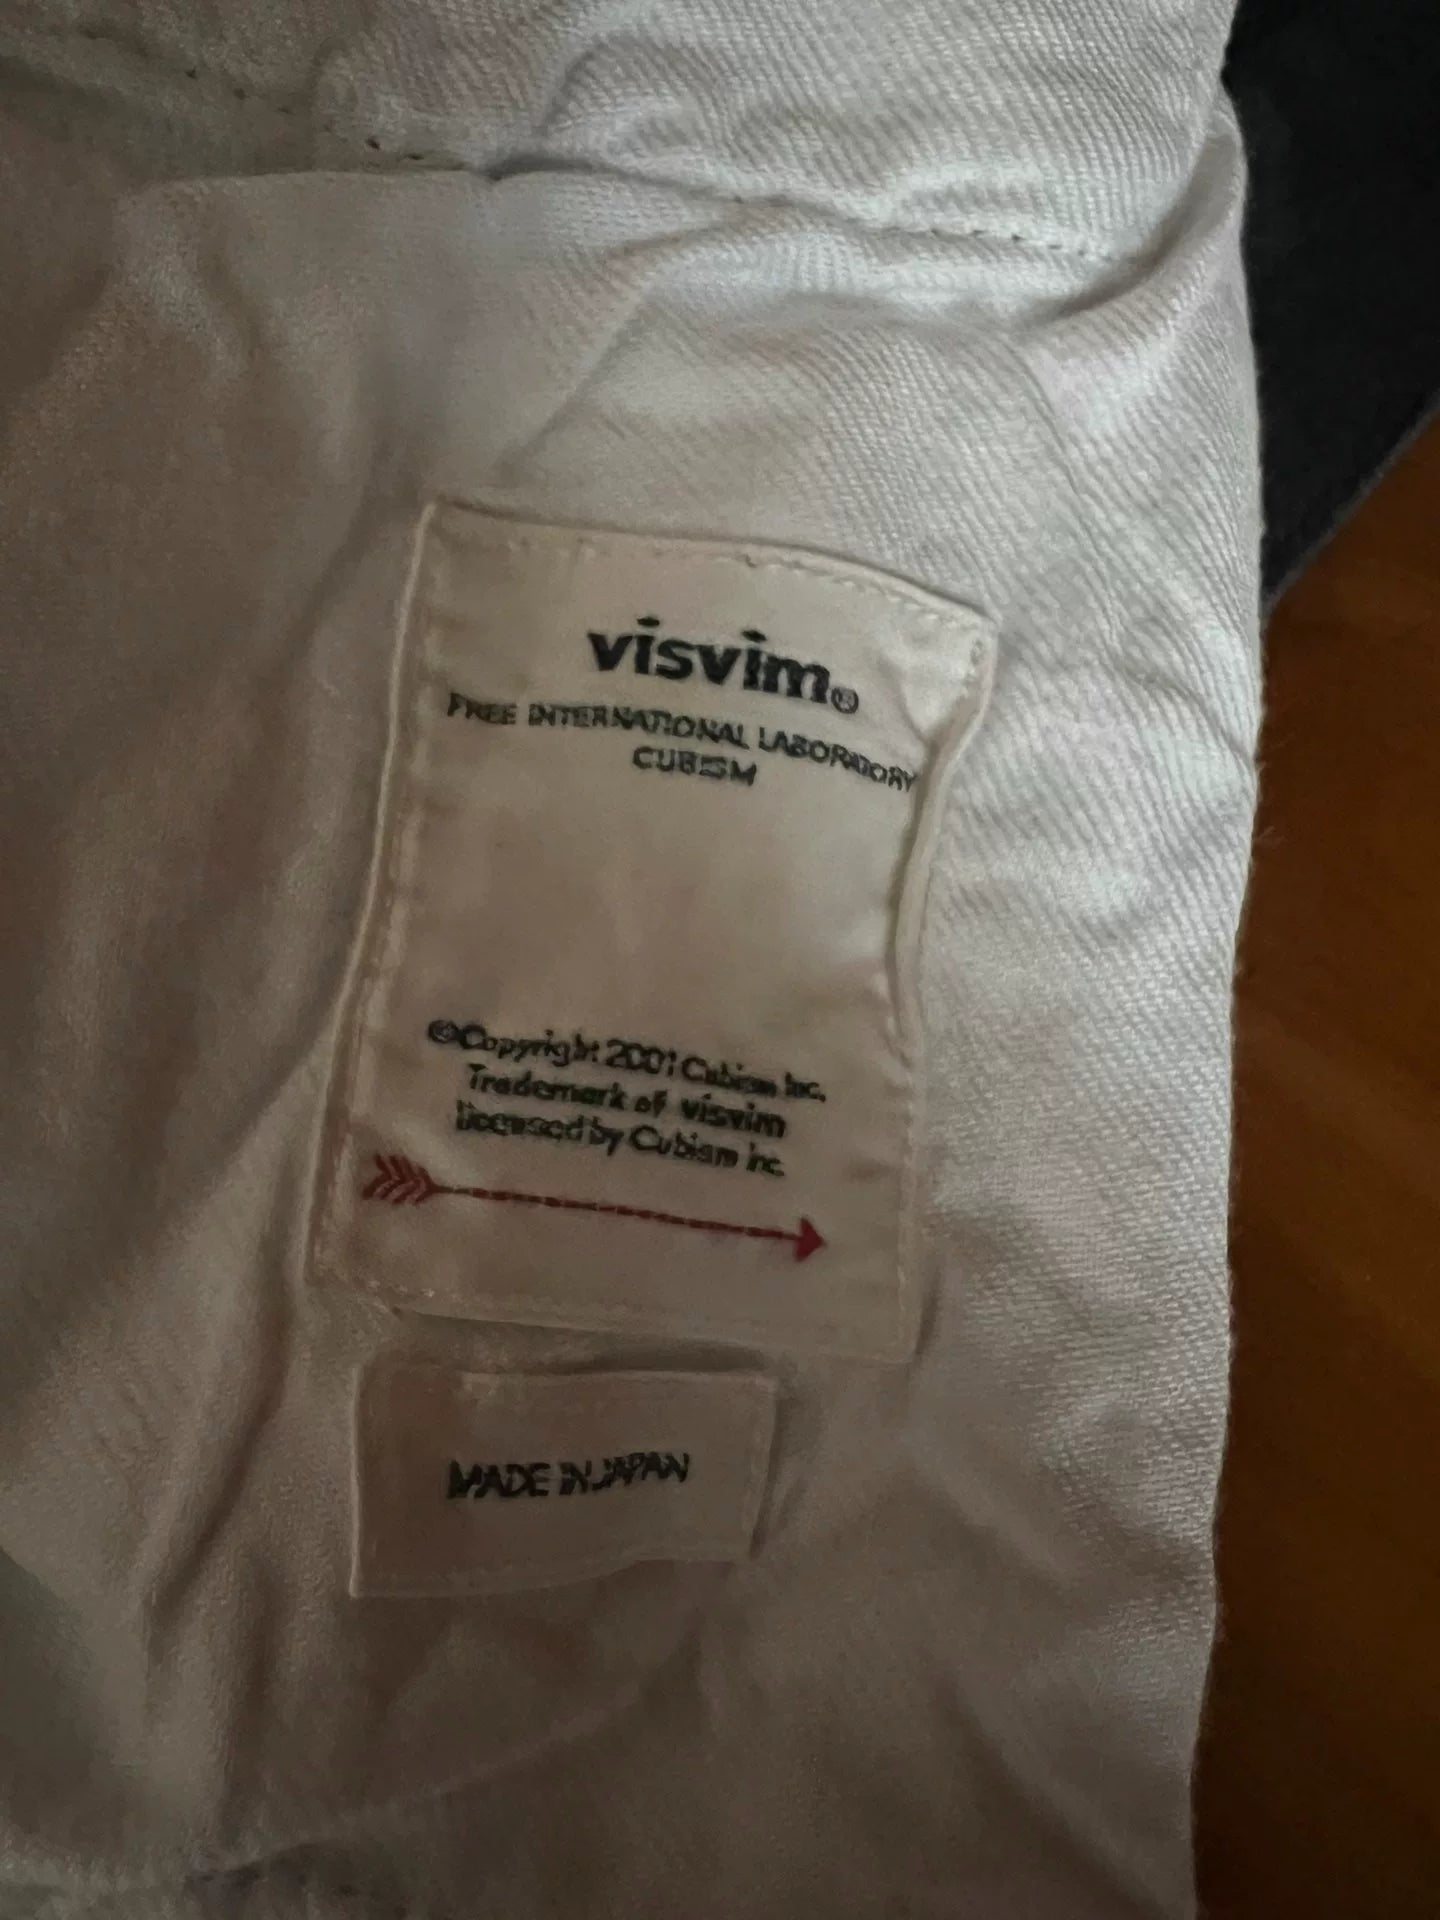 visvim®
FREE INTERNATIONAL LABORATORY
CUBISM
©Copyright 2001 Cubism Inc.
Trademark of visvim
licensed by Cubism Inc.
MADE IN JAPAN